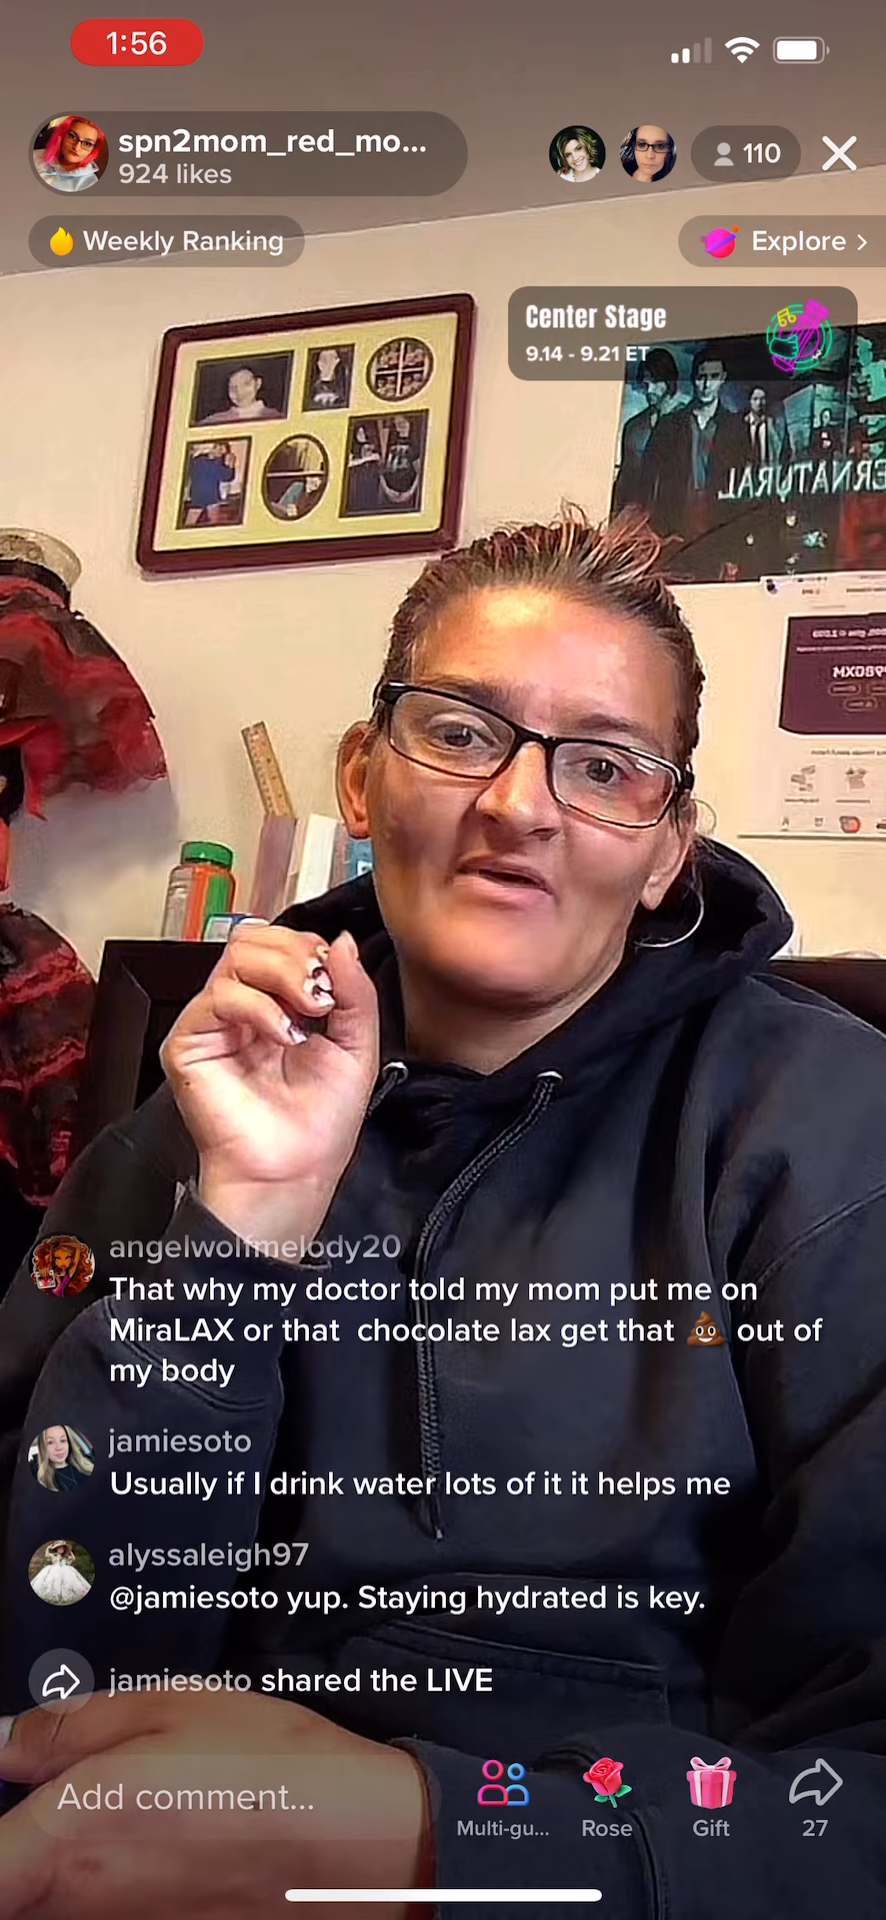 1:56
spn2mom_red_mo...
924 likes
110
Weekly Ranking
Explore >
Center Stage
9.14 - 9.21 ET
ERNATURAL
angelwolfmelody20
That why my doctor told my mom put me on
MiraLAX or that chocolate lax get that 💩 out of
my body
jamiesoto
Usually if I drink water lots of it it helps me
alyssaleigh97
@jamiesoto yup. Staying hydrated is key.
jamiesoto shared the LIVE
Add comment...
Multi-gu...
Rose
Gift
27